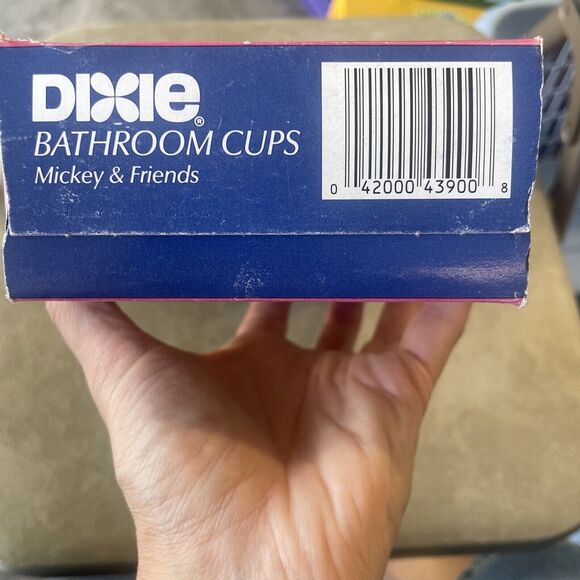 DIXIE®
BATHROOM CUPS
Mickey & Friends
0 42000 43900 8